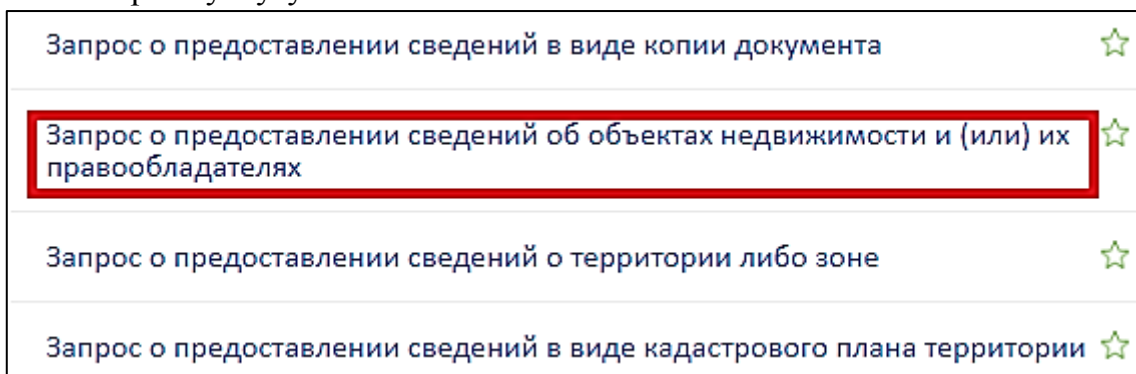 Запрос о предоставлении сведений в виде копии документа
Запрос о предоставлении сведений об объектах недвижимости и (или) их
правообладателях
Запрос о предоставлении сведений о территории либо зоне
Запрос о предоставлении сведений в виде кадастрового плана территории